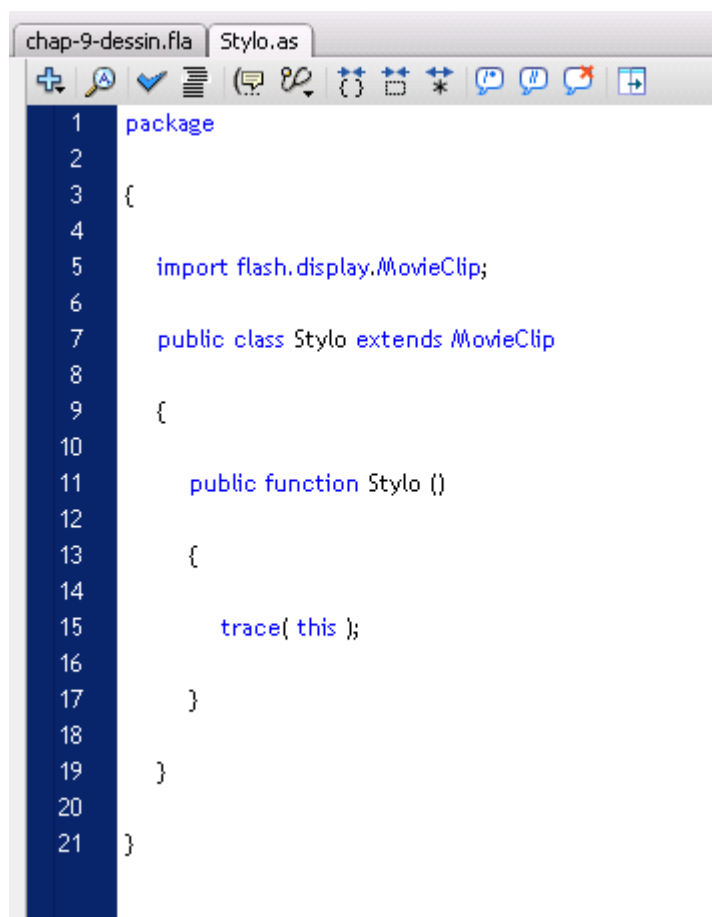 chap-9-dessin.fla Stylo.as
1 package
2
3 {
4
5 import flash.display.MovieClip;
6
7 public class Stylo extends MovieClip
8
9 {
10
11 public function Stylo ()
12
13 {
14
15 trace( this );
16
17 }
18
19 }
20
21 }